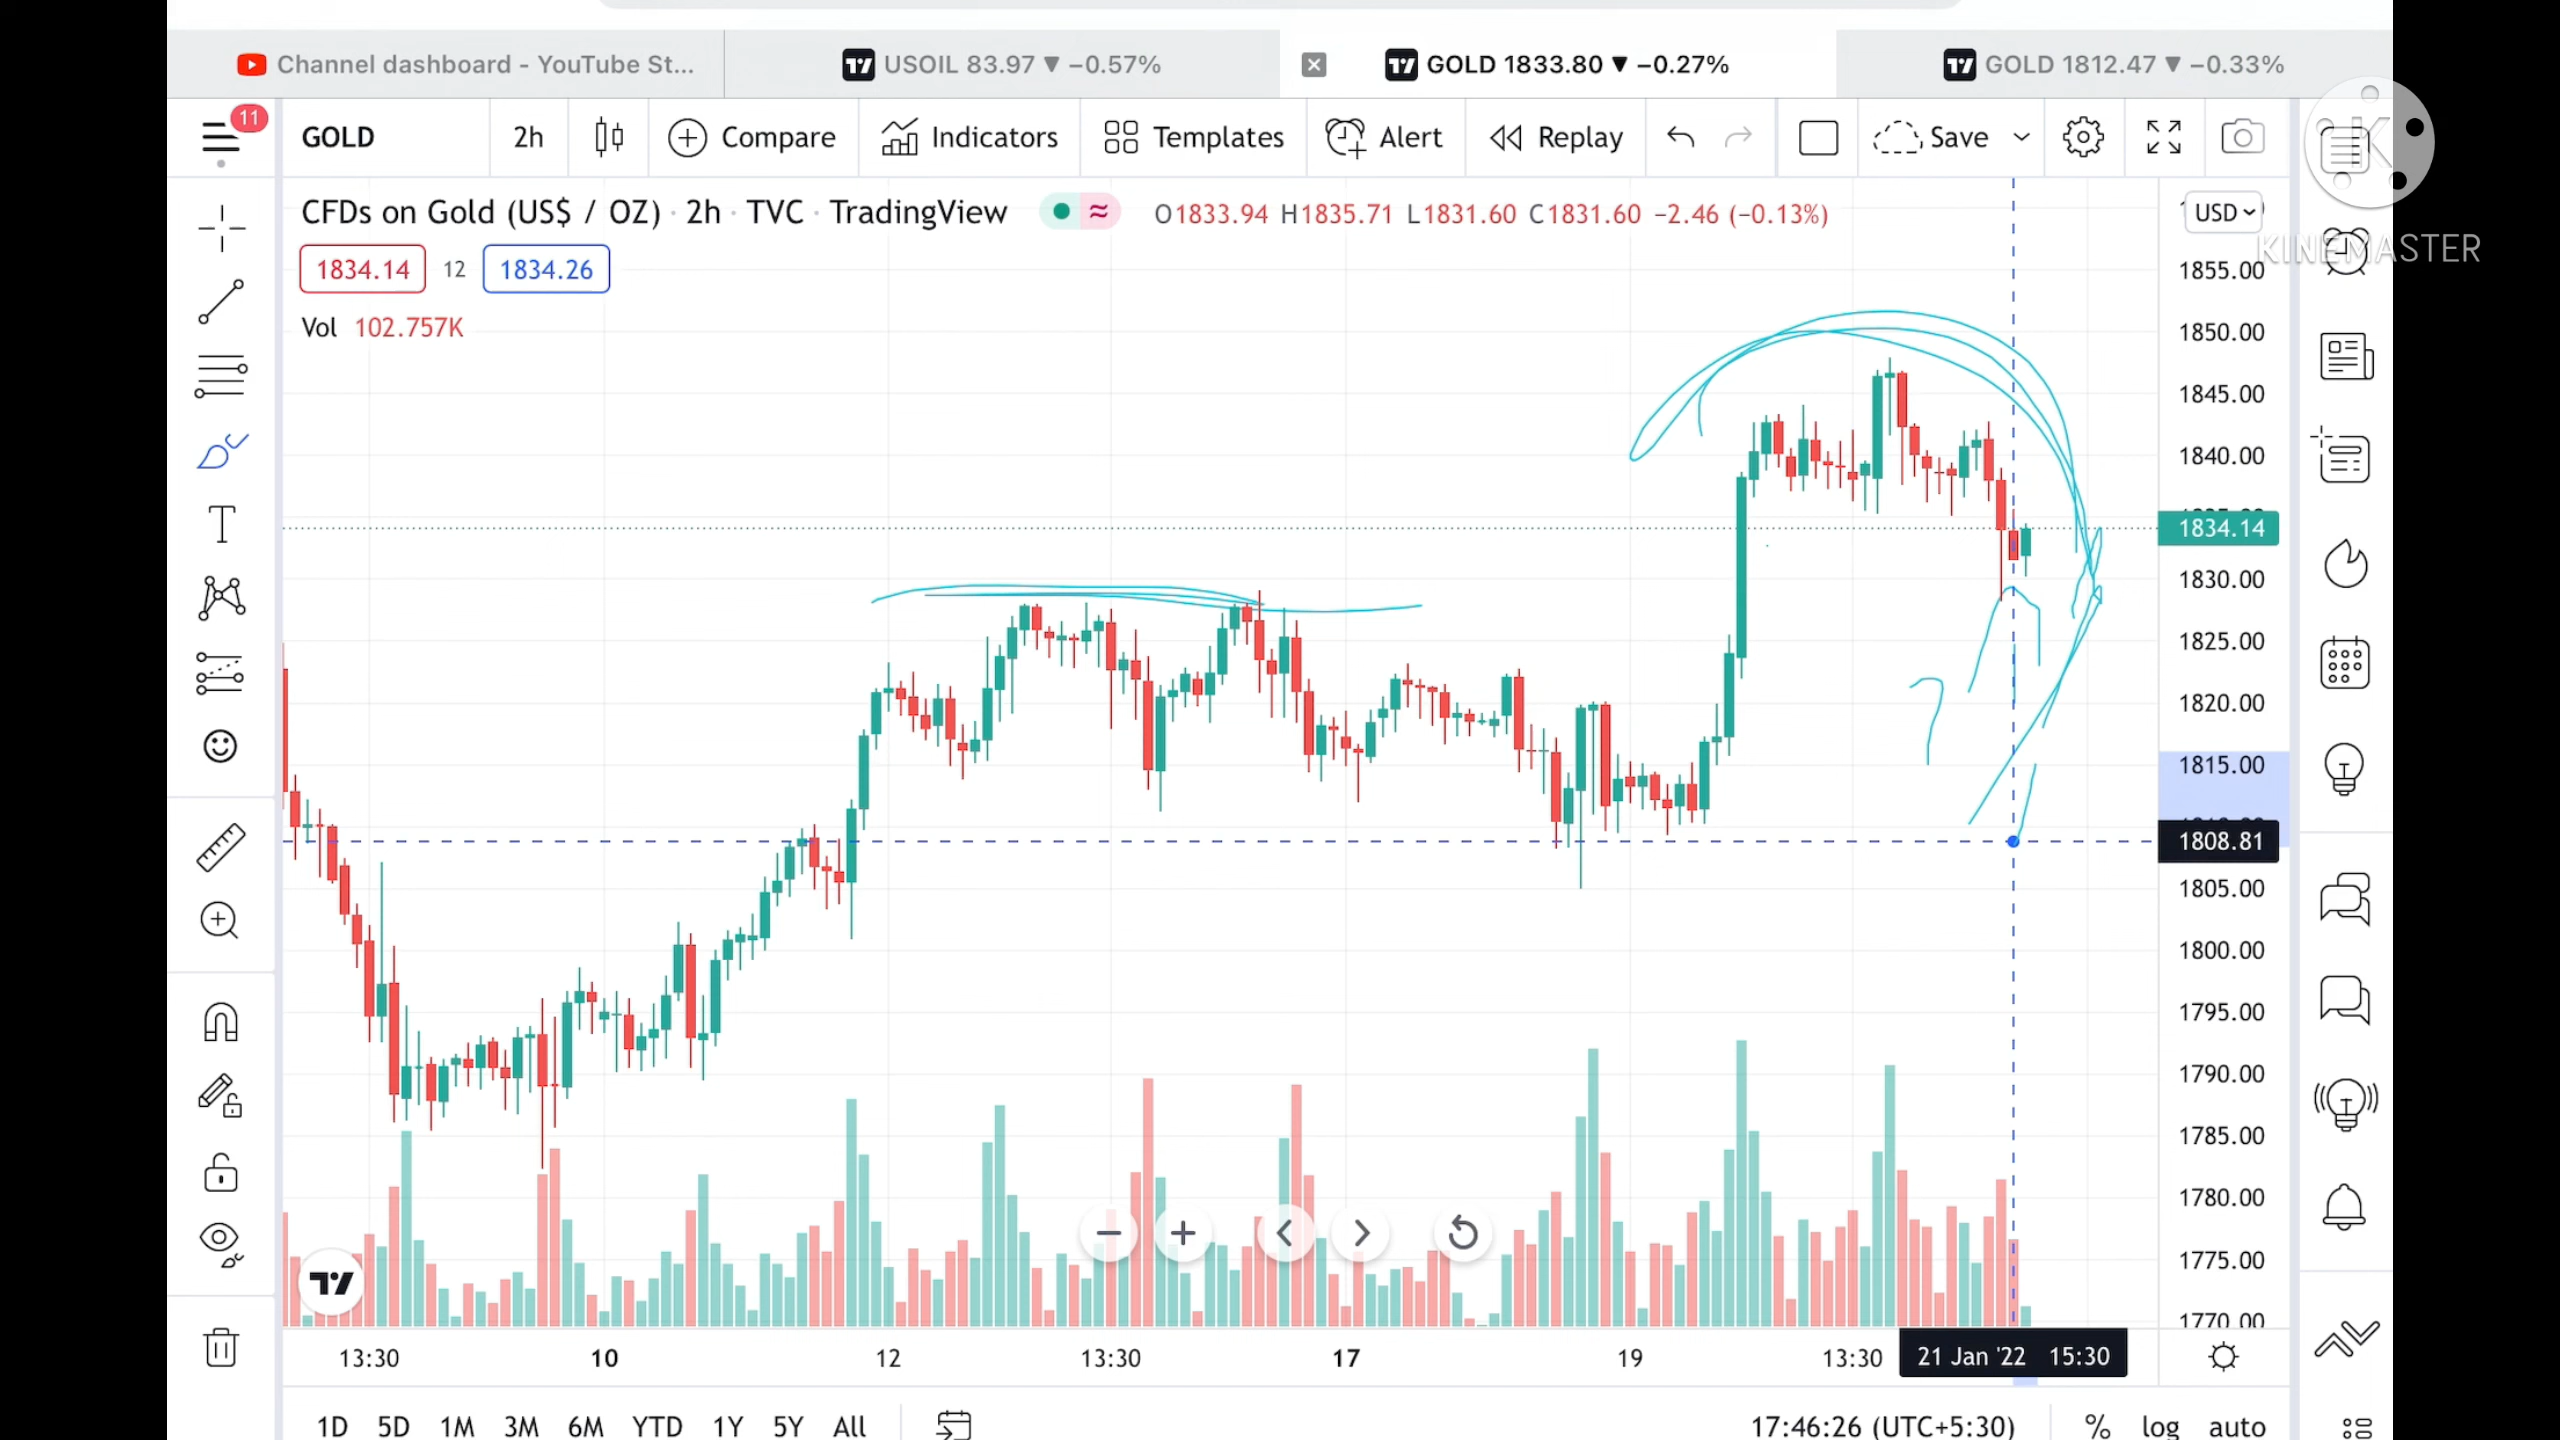 Channel dashboard - YouTube St...
USOIL 83.97 ▼ −0.57%
GOLD 1833.80 ▼ −0.27%
GOLD 1812.47 ▼ −0.33%
11
GOLD
2h
Compare
Indicators
Templates
Alert
Replay
Save
K
KINEMASTER
CFDs on Gold (US$ / OZ) · 2h · TVC · TradingView
O1833.94 H1835.71 L1831.60 C1831.60 −2.46 (−0.13%)
USD
1834.14
12
1834.26
Vol 102.757K
1855.00
1850.00
1845.00
1840.00
1834.14
1830.00
1825.00
1820.00
1815.00
1808.81
1805.00
1800.00
1795.00
1790.00
1785.00
1780.00
1775.00
1770.00
13:30
10
12
13:30
17
19
13:30
21 Jan '22 15:30
1D 5D 1M 3M 6M YTD 1Y 5Y All
17:46:26 (UTC+5:30)
% log auto